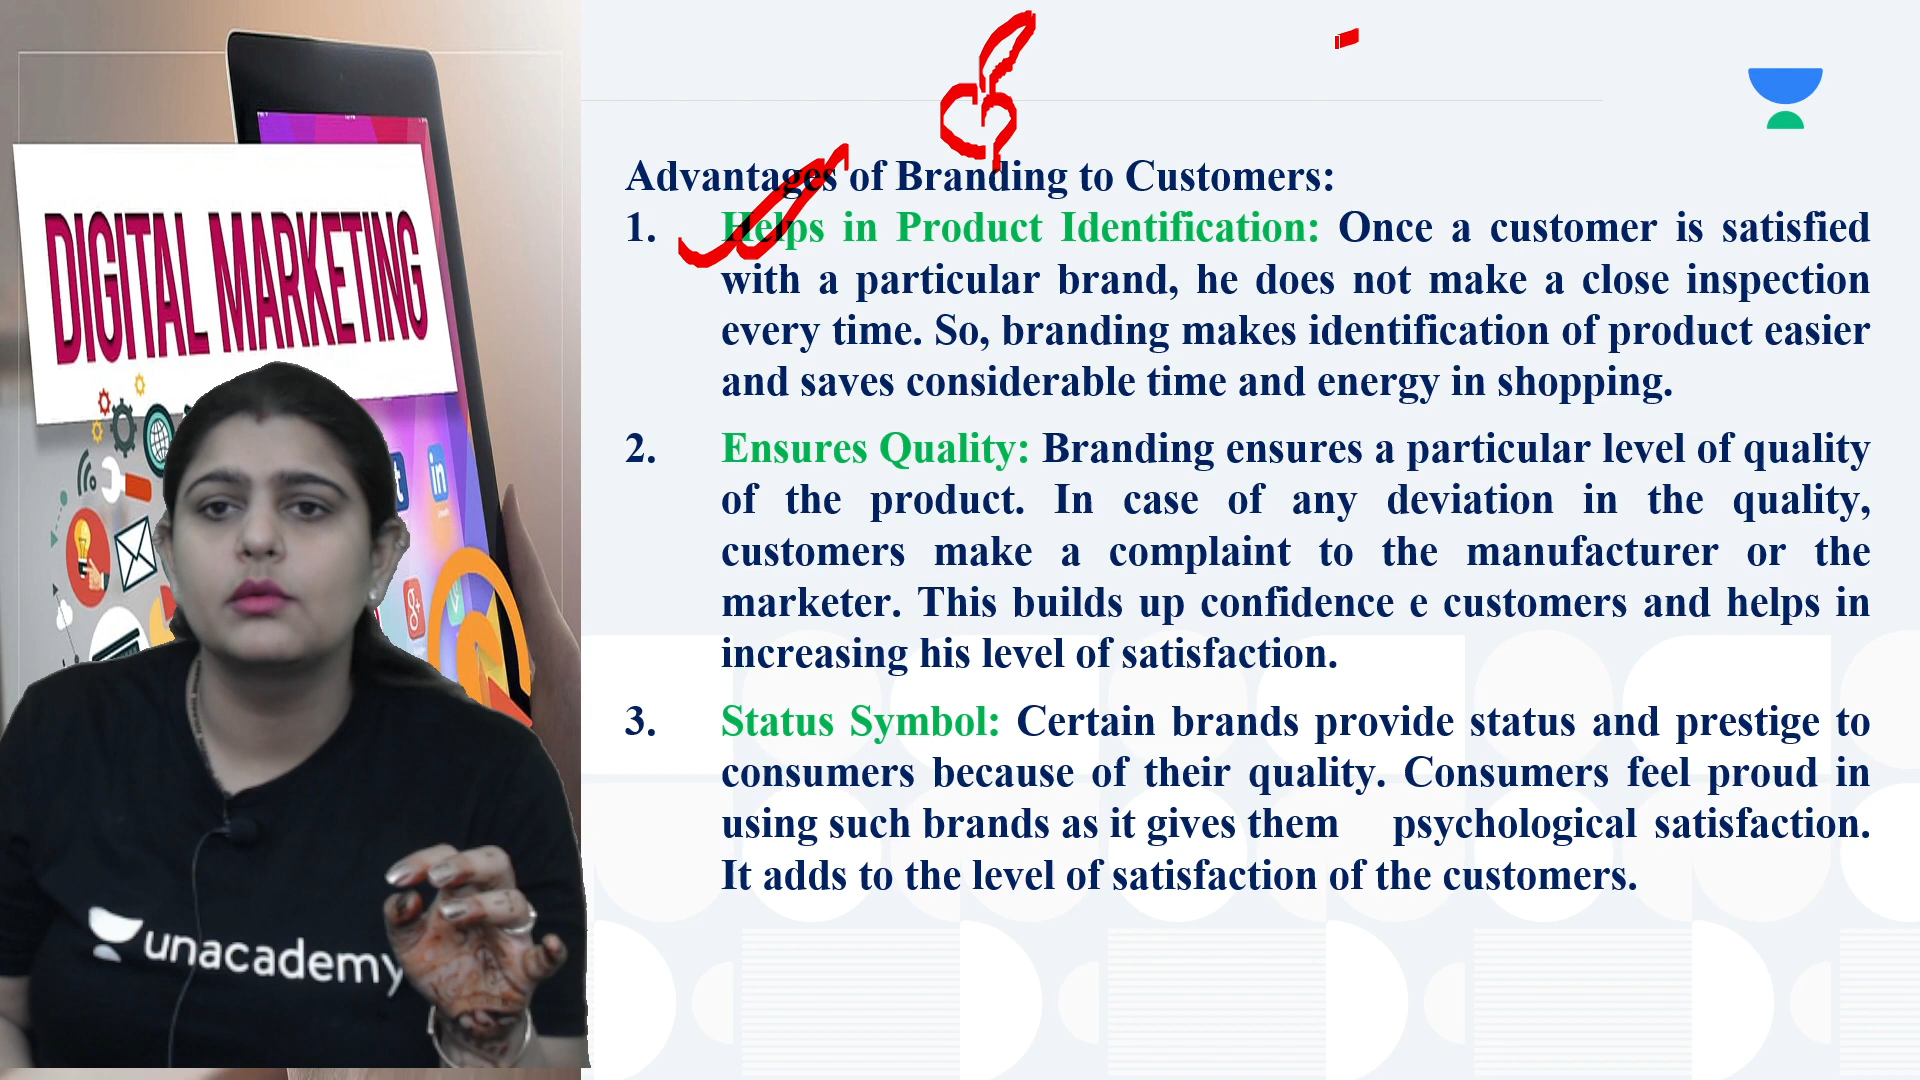 DIGITAL MARKETING
in
unacademy
Advantages of Branding to Customers:
1. Helps in Product Identification: Once a customer is satisfied
with a particular brand, he does not make a close inspection
every time. So, branding makes identification of product easier
and saves considerable time and energy in shopping.
2. Ensures Quality: Branding ensures a particular level of quality
of the product. In case of any deviation in the quality,
customers make a complaint to the manufacturer or the
marketer. This builds up confidence e customers and helps in
increasing his level of satisfaction.
3. Status Symbol: Certain brands provide status and prestige to
consumers because of their quality. Consumers feel proud in
using such brands as it gives them psychological satisfaction.
It adds to the level of satisfaction of the customers.